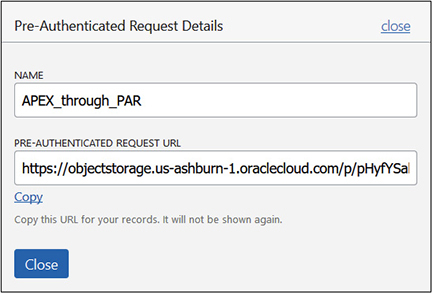 Pre-Authenticated Request Details close
NAME
APEX_through_PAR
PRE-AUTHENTICATED REQUEST URL
https://objectstorage.us-ashburn-1.oraclecloud.com/p/pHyfYSa
Copy
Copy this URL for your records. It will not be shown again.
Close